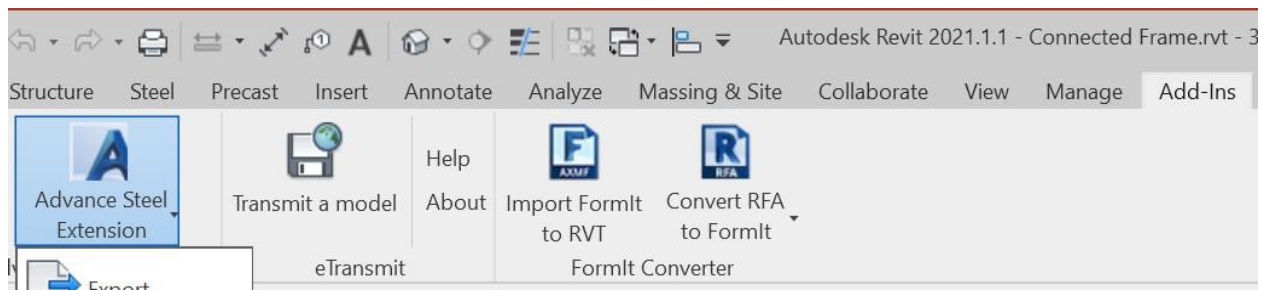 Autodesk Revit 2021.1.1 - Connected Frame.rvt - 3
Structure Steel Precast Insert Annotate Analyze Massing & Site Collaborate View Manage Add-Ins
Advance Steel
Extension
Transmit a model
Help
About
Import FormIt
to RVT
Convert RFA
to FormIt
AXMF
RFA
eTransmit
FormIt Converter
Export